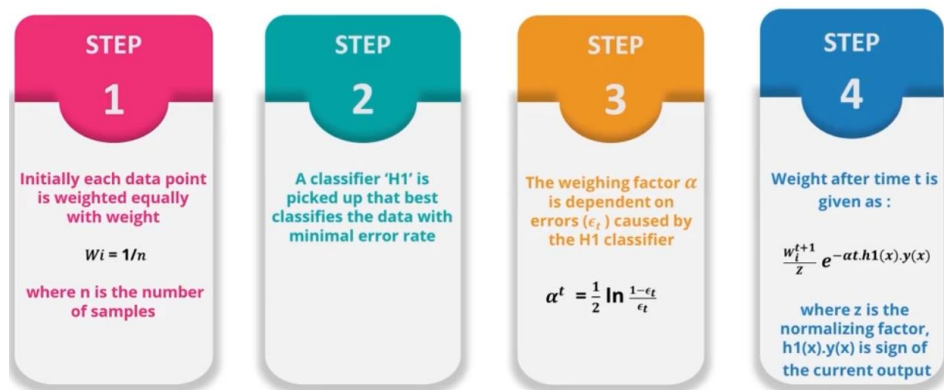 STEP
1
Initially each data point
is weighted equally
with weight
Wi = 1/n
where n is the number
of samples
STEP
2
A classifier 'H1' is
picked up that best
classifies the data with
minimal error rate
STEP
3
The weighing factor α
is dependent on
errors (ϵₜ) caused by
the H1 classifier
αᵗ = 1/2 ln (1−ϵₜ)/ϵₜ
STEP
4
Weight after time t is
given as :
wᵢᵗ⁺¹/z e^−αt.h1(x).y(x)
where z is the
normalizing factor,
h1(x).y(x) is sign of
the current output